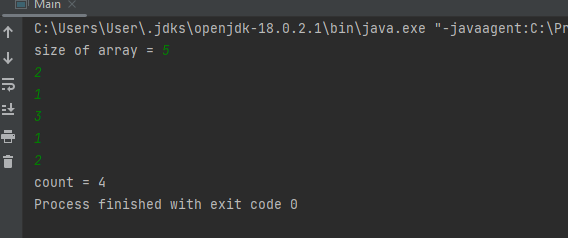 Main
C:\Users\User\.jdks\openjdk-18.0.2.1\bin\java.exe "-javaagent:C:\Pr
size of array = 5
2
1
3
1
2
count = 4
Process finished with exit code 0